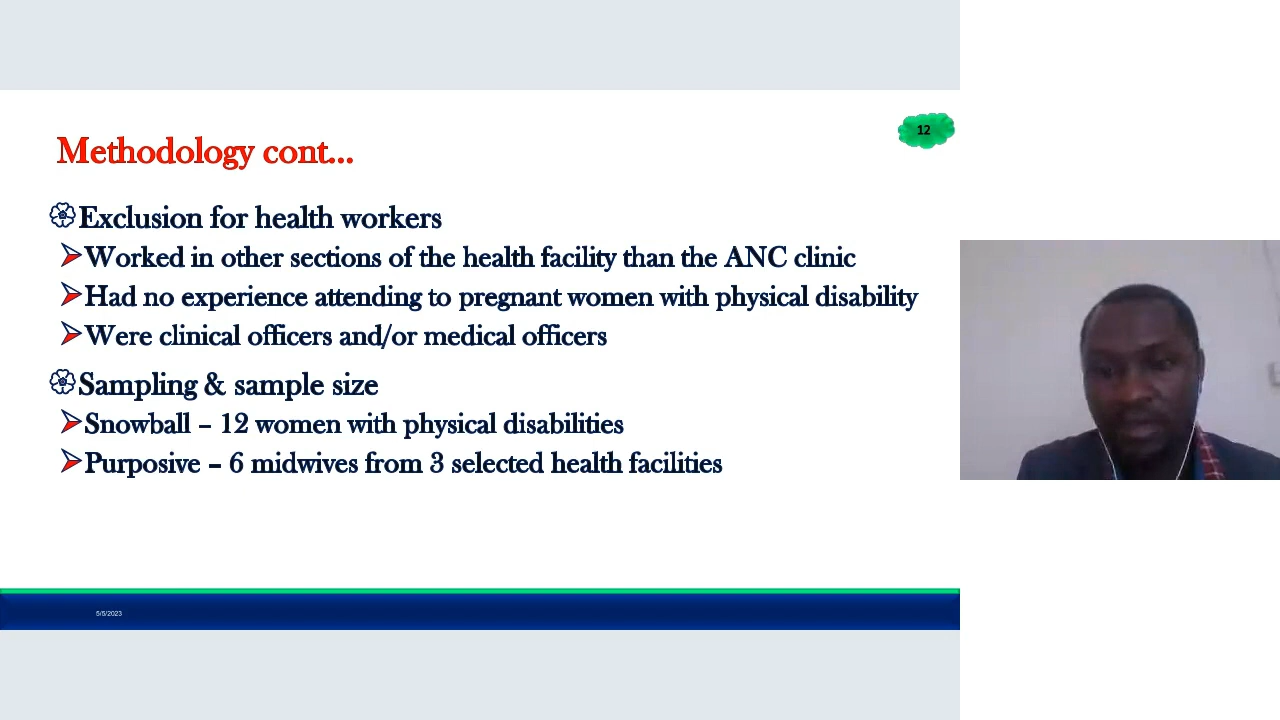 12
Methodology cont...
Exclusion for health workers
Worked in other sections of the health facility than the ANC clinic
Had no experience attending to pregnant women with physical disability
Were clinical officers and/or medical officers
Sampling & sample size
Snowball – 12 women with physical disabilities
Purposive – 6 midwives from 3 selected health facilities
5/5/2023